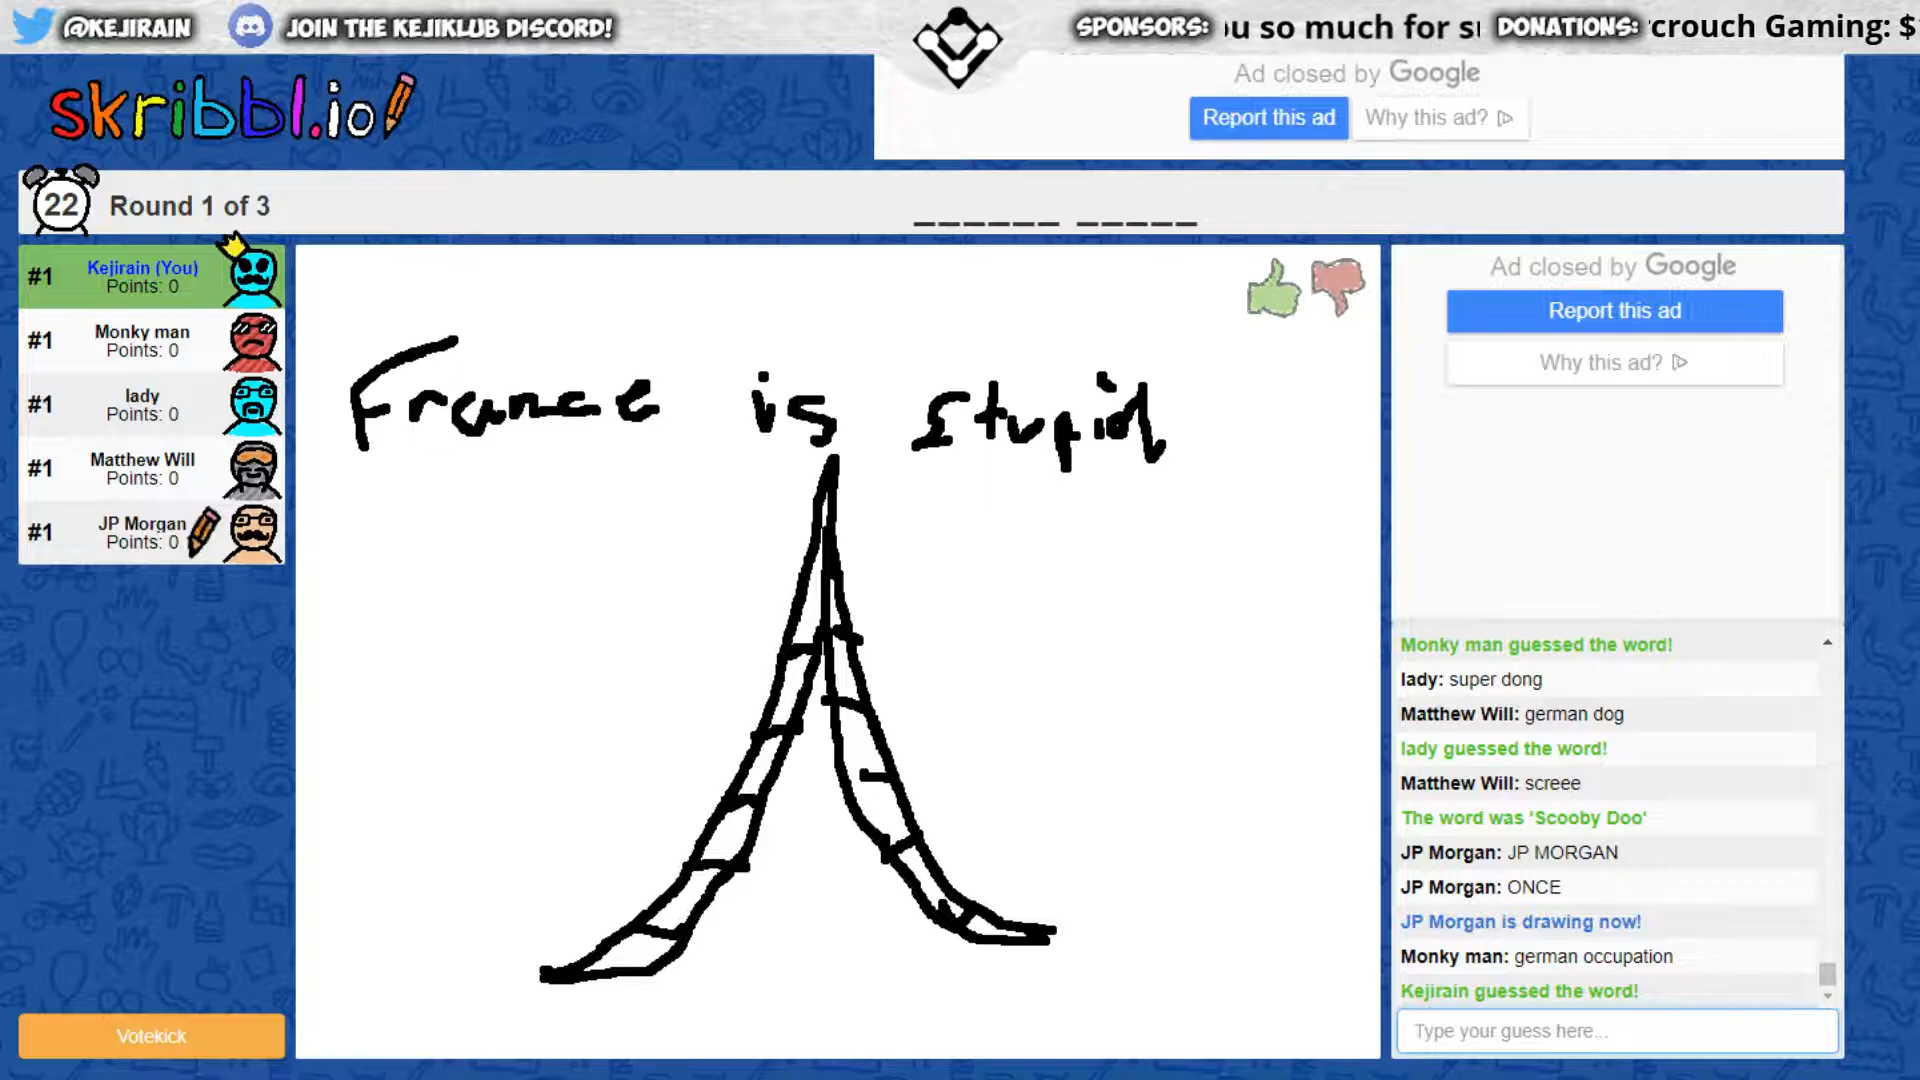 @KEJIRAIN
JOIN THE KEJIKLUB DISCORD!
SPONSORS:
ou so much for s
DONATIONS:
crouch Gaming: $
skribbl.io
Ad closed by Google
Report this ad
Why this ad?
22
Round 1 of 3
______ _____
#1
Kejirain (You)
Points: 0
#1
Monky man
Points: 0
#1
lady
Points: 0
#1
Matthew Will
Points: 0
#1
JP Morgan
Points: 0
Votekick
France is stupid
Ad closed by Google
Report this ad
Why this ad?
Monky man guessed the word!
lady: super dong
Matthew Will: german dog
lady guessed the word!
Matthew Will: screee
The word was 'Scooby Doo'
JP Morgan: JP MORGAN
JP Morgan: ONCE
JP Morgan is drawing now!
Monky man: german occupation
Kejirain guessed the word!
Type your guess here...